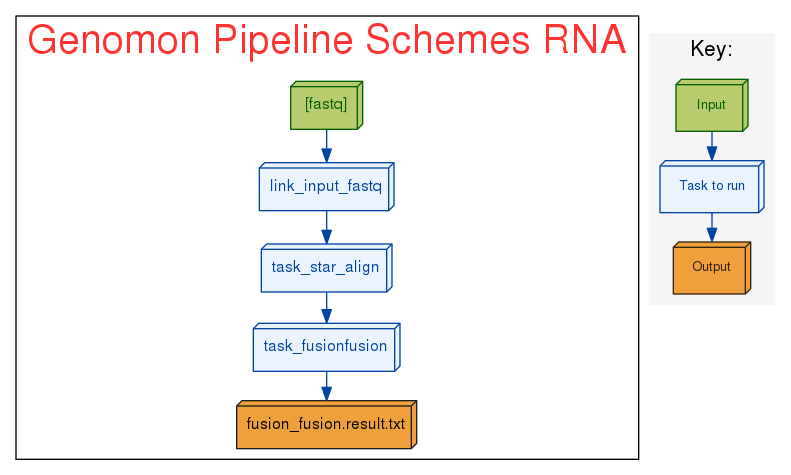 Genomon Pipeline Schemes RNA
[fastq]
link_input_fastq
task_star_align
task_fusionfusion
fusion_fusion.result.txt
Key:
Input
Task to run
Output